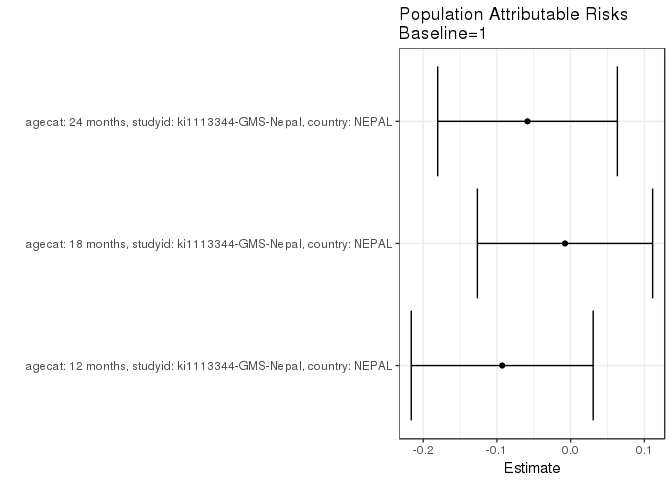 Population Attributable Risks
Baseline=1
agecat: 24 months, studyid: ki1113344-GMS-Nepal, country: NEPAL
agecat: 18 months, studyid: ki1113344-GMS-Nepal, country: NEPAL
agecat: 12 months, studyid: ki1113344-GMS-Nepal, country: NEPAL
-0.2 -0.1 0.0 0.1
Estimate